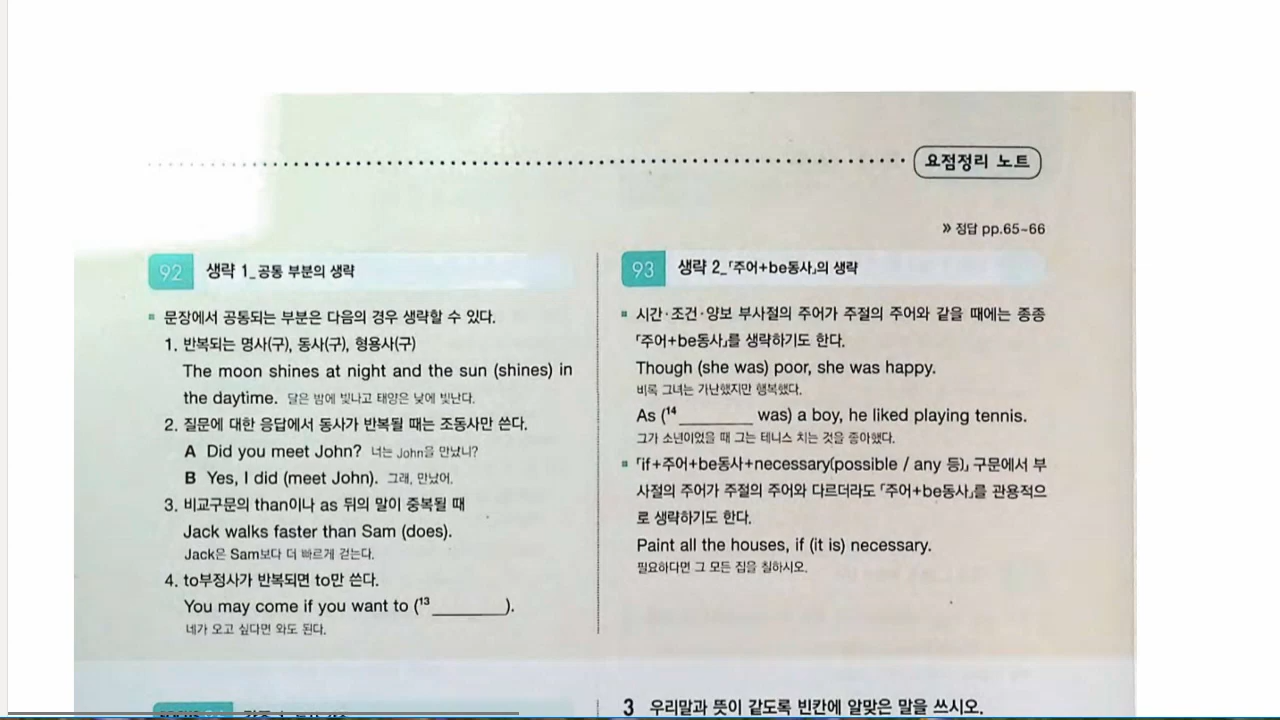 요점정리 노트
» 정답 pp.65~66
92 생략 1_공통 부분의 생략
▪ 문장에서 공통되는 부분은 다음의 경우 생략할 수 있다.
1. 반복되는 명사(구), 동사(구), 형용사(구)
The moon shines at night and the sun (shines) in
the daytime. 달은 밤에 빛나고 태양은 낮에 빛난다.
2. 질문에 대한 응답에서 동사가 반복될 때는 조동사만 쓴다.
A Did you meet John? 너는 John을 만났니?
B Yes, I did (meet John). 그래, 만났어.
3. 비교구문의 than이나 as 뒤의 말이 중복될 때
Jack walks faster than Sam (does).
Jack은 Sam보다 더 빠르게 걷는다.
4. to부정사가 반복되면 to만 쓴다.
You may come if you want to (13 ________).
네가 오고 싶다면 와도 된다.
93 생략 2_「주어+be동사」의 생략
▪ 시간·조건·양보 부사절의 주어가 주절의 주어와 같을 때에는 종종
「주어+be동사」를 생략하기도 한다.
Though (she was) poor, she was happy.
비록 그녀는 가난했지만 행복했다.
As (14 ________ was) a boy, he liked playing tennis.
그가 소년이었을 때 그는 테니스 치는 것을 좋아했다.
▪ 「if+주어+be동사+necessary(possible / any 등)」 구문에서 부
사절의 주어가 주절의 주어와 다르더라도 「주어+be동사」를 관용적으
로 생략하기도 한다.
Paint all the houses, if (it is) necessary.
필요하다면 그 모든 집을 칠하시오.
3 우리말과 뜻이 같도록 빈칸에 알맞은 말을 쓰시오.